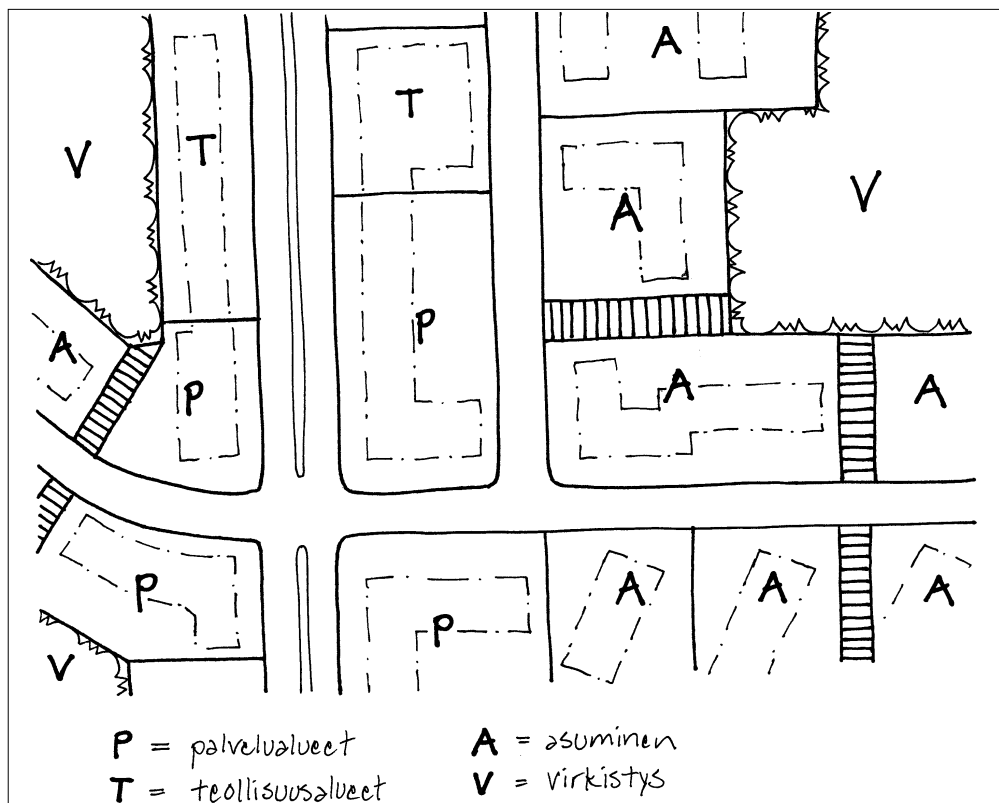 A
T
T
V
A
V
P
A
A
P
A
P
A
A
A
P
V
P = palvelualueet
A = asuminen
T = teollisuusalueet
V = virkistys